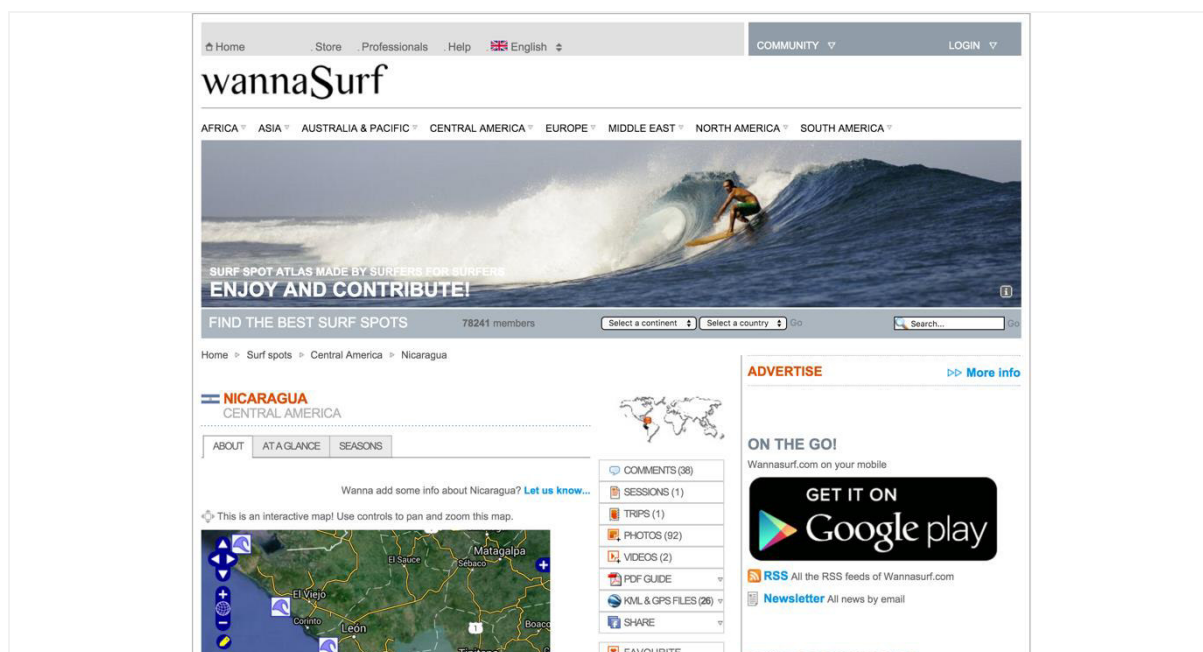 Home
. Store
. Professionals
. Help
. English
COMMUNITY
LOGIN
wannaSurf
AFRICA
ASIA
AUSTRALIA & PACIFIC
CENTRAL AMERICA
EUROPE
MIDDLE EAST
NORTH AMERICA
SOUTH AMERICA
SURF SPOT ATLAS MADE BY SURFERS FOR SURFERS
ENJOY AND CONTRIBUTE!
FIND THE BEST SURF SPOTS
78241 members
Select a continent
Select a country
Go
Search...
Go
Home
Surf spots
Central America
Nicaragua
NICARAGUA
CENTRAL AMERICA
ABOUT
AT A GLANCE
SEASONS
Wanna add some info about Nicaragua? Let us know...
This is an interactive map! Use controls to pan and zoom this map.
El Sauce
Matagalpa
Sébaco
El Viejo
Corinto
León
1
Boaco
COMMENTS (38)
SESSIONS (1)
TRIPS (1)
PHOTOS (92)
VIDEOS (2)
PDF GUIDE
KML & GPS FILES (26)
SHARE
FAVOURITE
ADVERTISE
More info
ON THE GO!
Wannasurf.com on your mobile
GET IT ON
Google play
RSS All the RSS feeds of Wannasurf.com
Newsletter All news by email